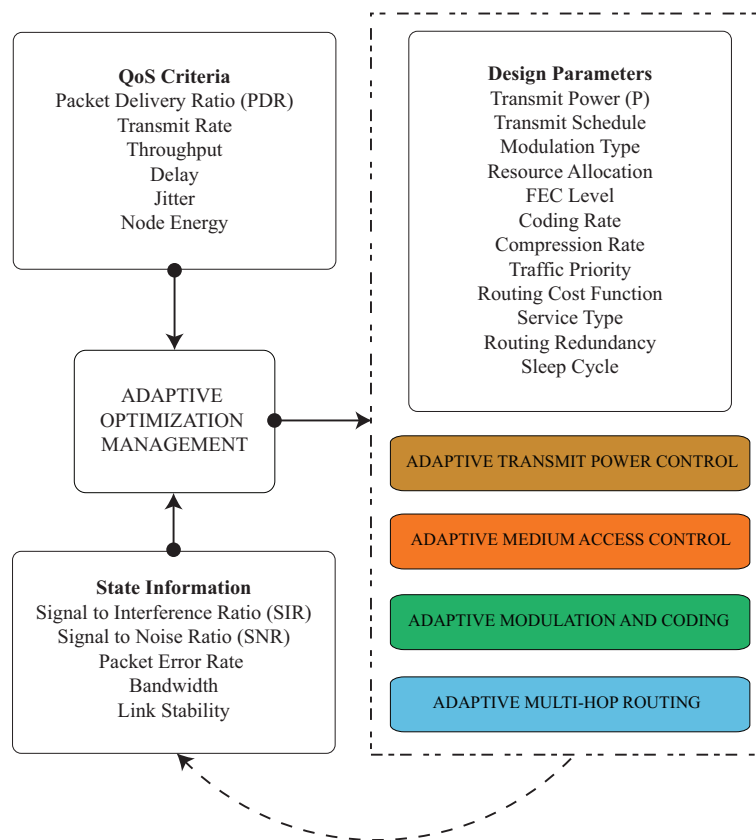 QoS Criteria
Packet Delivery Ratio (PDR)
Transmit Rate
Throughput
Delay
Jitter
Node Energy
ADAPTIVE
OPTIMIZATION
MANAGEMENT
State Information
Signal to Interference Ratio (SIR)
Signal to Noise Ratio (SNR)
Packet Error Rate
Bandwidth
Link Stability
Design Parameters
Transmit Power (P)
Transmit Schedule
Modulation Type
Resource Allocation
FEC Level
Coding Rate
Compression Rate
Traffic Priority
Routing Cost Function
Service Type
Routing Redundancy
Sleep Cycle
ADAPTIVE TRANSMIT POWER CONTROL
ADAPTIVE MEDIUM ACCESS CONTROL
ADAPTIVE MODULATION AND CODING
ADAPTIVE MULTI-HOP ROUTING